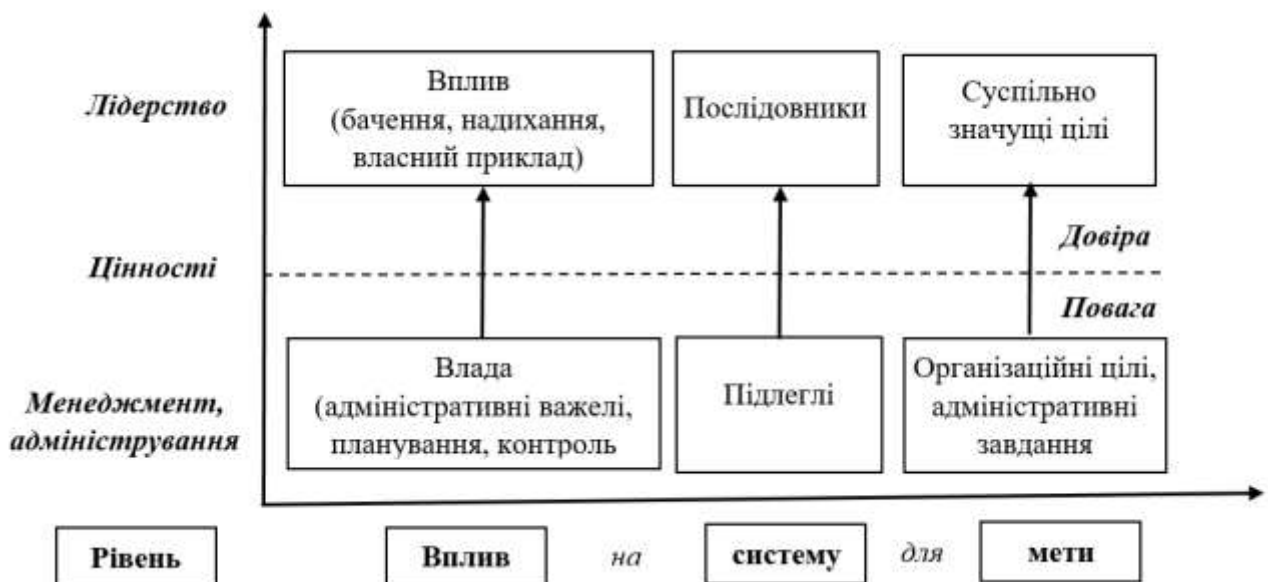 Лідерство
Вплив
(бачення, надихання,
власний приклад)
Послідовники
Суспільно
значущі цілі
Цінності
Довіра
Повага
Менеджмент,
адміністрування
Влада
(адміністративні важелі,
планування, контроль
Підлеглі
Організаційні цілі,
адміністративні
завдання
Рівень
Вплив
на
систему
для
мети